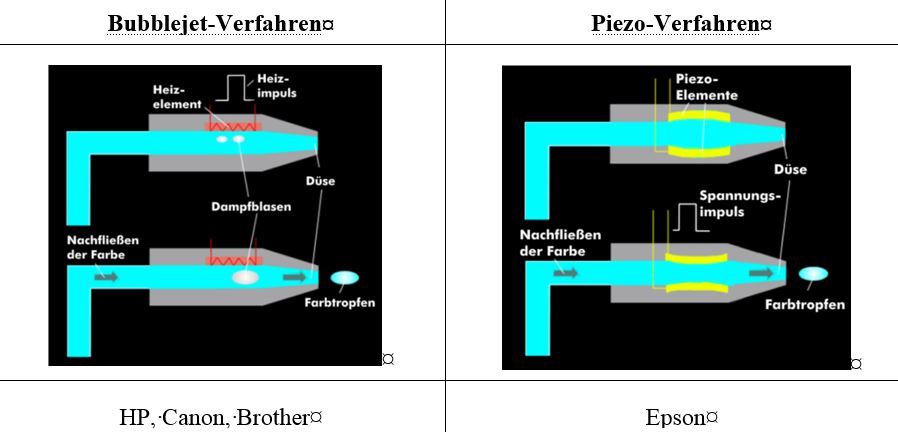 Bubblejet-Verfahren¤
Piezo-Verfahren¤
Heiz-
impuls
Heiz-
element
Dampfblasen
Düse
Nachfließen
der Farbe
Farbtropfen
¤
Piezo-
Elemente
Düse
Spannungs-
impuls
Nachfließen
der Farbe
Farbtropfen
¤
HP,·Canon,·Brother¤
Epson¤